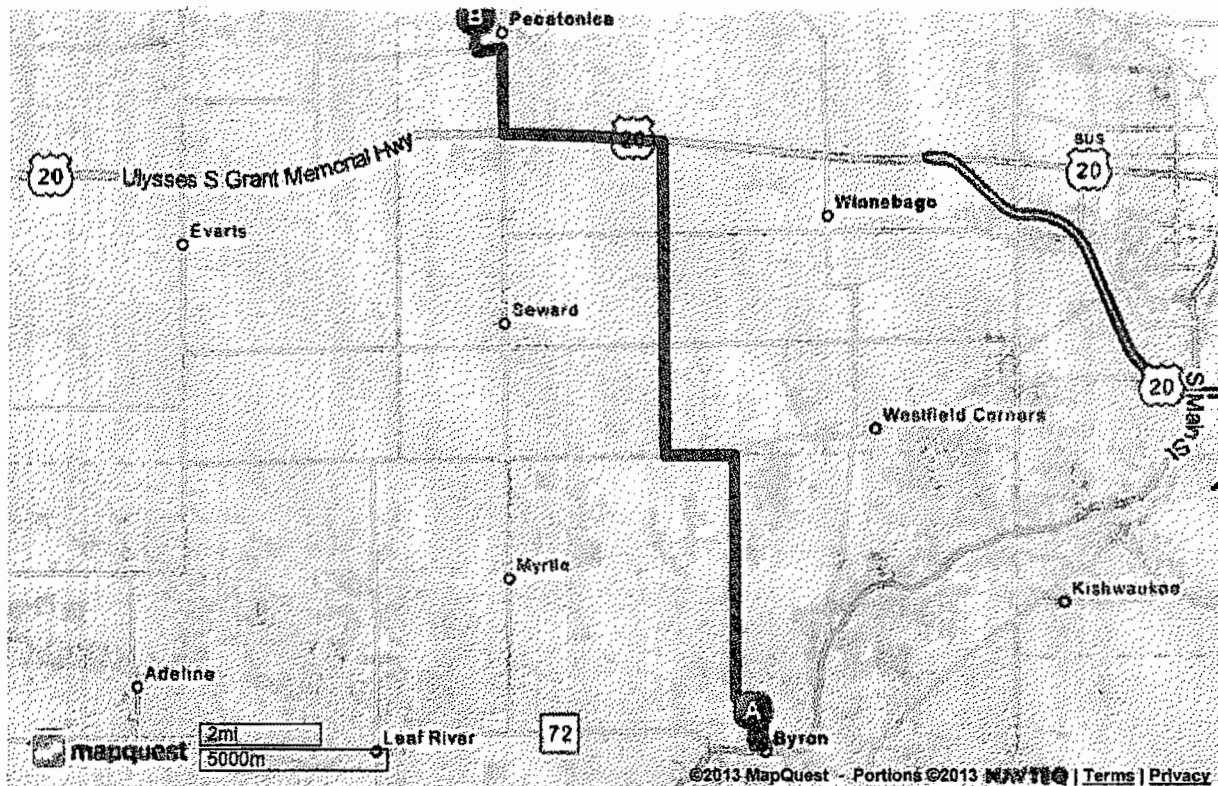 B
Pecatonica
20
BUS
20
20
Ulysses S Grant Memorial Hwy
Winnebago
Evarts
Seward
20
S Main St
Westfield Corners
Myrtle
Kishwaukee
Adeline
A
mapquest
2mi
5000m
Leaf River
72
Byron
©2013 MapQuest - Portions ©2013 NAVTEQ | Terms | Privacy